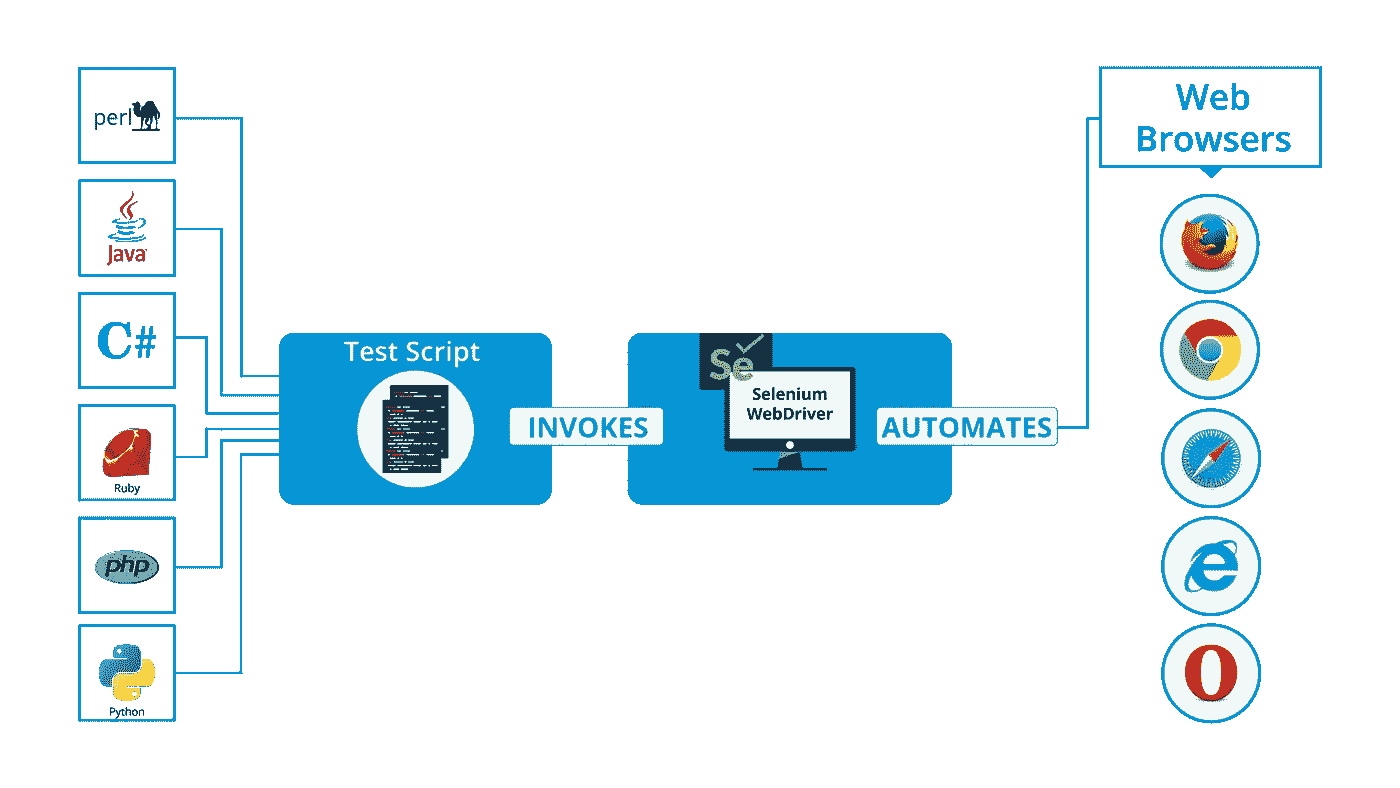 perl
Java
C#
Ruby
php
Python
Test Script
INVOKES
Se
Selenium
WebDriver
AUTOMATES
Web
Browsers